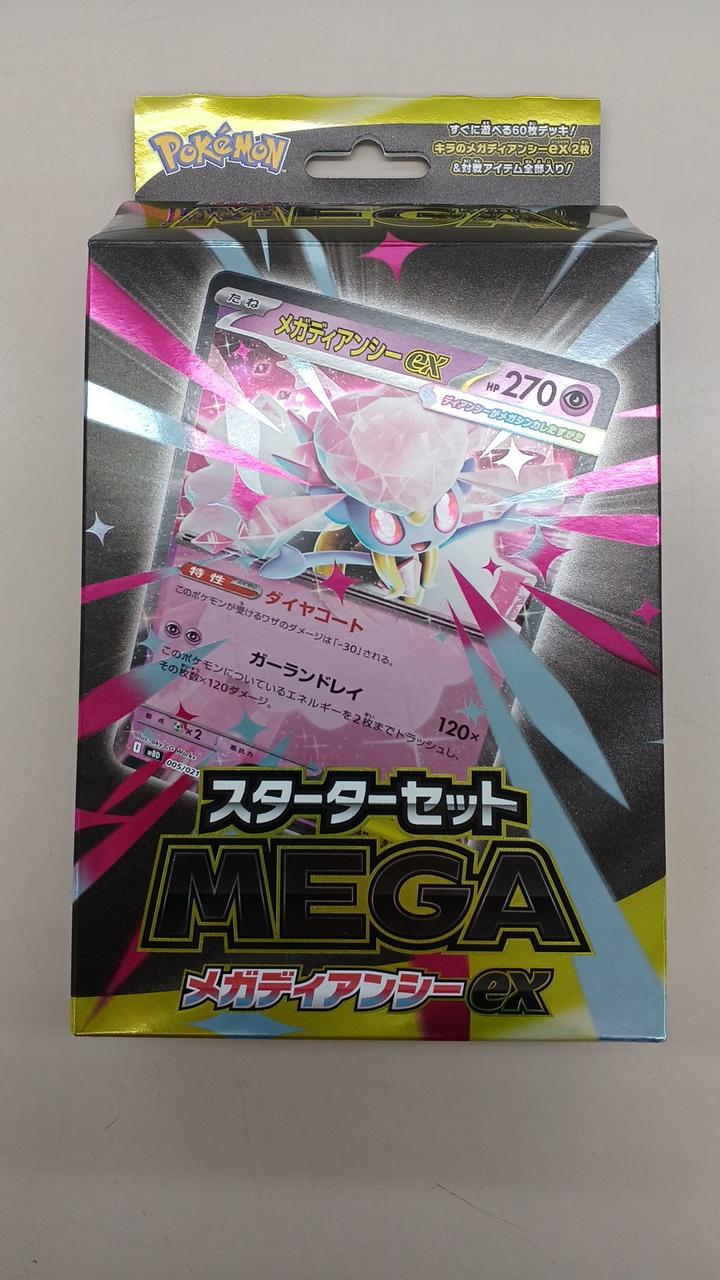 POKéMON
すぐに遊べる60枚デッキ!
キラのメガディアンシーex2枚
&対戦アイテム全部入り!
MEGA
たね
メガディアンシーex
HP 270
ディアンシーがメガシンカしたすがた
特性 ダイヤコート
このポケモンが受けるワザのダメージは「-30」される。
ガーランドレイ 120×
このポケモンについているエネルギーを2枚までトラッシュし、
その枚数×120ダメージ。
弱点 ×2 抵抗力
005/021
スターターセット
MEGA
メガディアンシーex